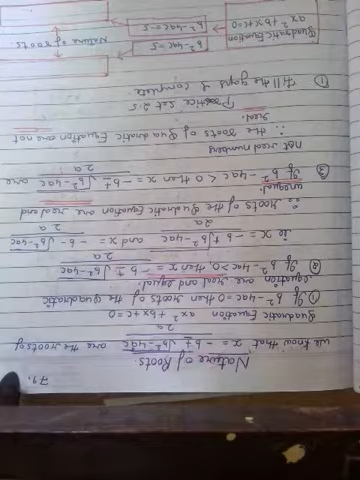 79.
Nature of Roots.
we know that, x = -b ± √b²-4ac / 2a are the roots of
Quadratic Equation ax²+bx+c=0
① If b²-4ac=0 then roots of the Quadratic
equation are real and equal.
② If b²-4ac>0, then x = -b ± √b²-4ac / 2a
ie x = -b+√b²-4ac / 2a and x = -b-√b²-4ac / 2a
∴ roots of the Quadratic Equation are real and
unequal.
③ If b²-4ac<0 then x = -b ± √b²-4ac / 2a are
not real numbers
∴ the roots of Quadratic Equation are not
real.
Practice set 2.5
① Fill the gaps & complete.
Quadratic Equation
ax²+bx+c=0
b²-4ac=5
b²-4ac=-5
Nature of roots